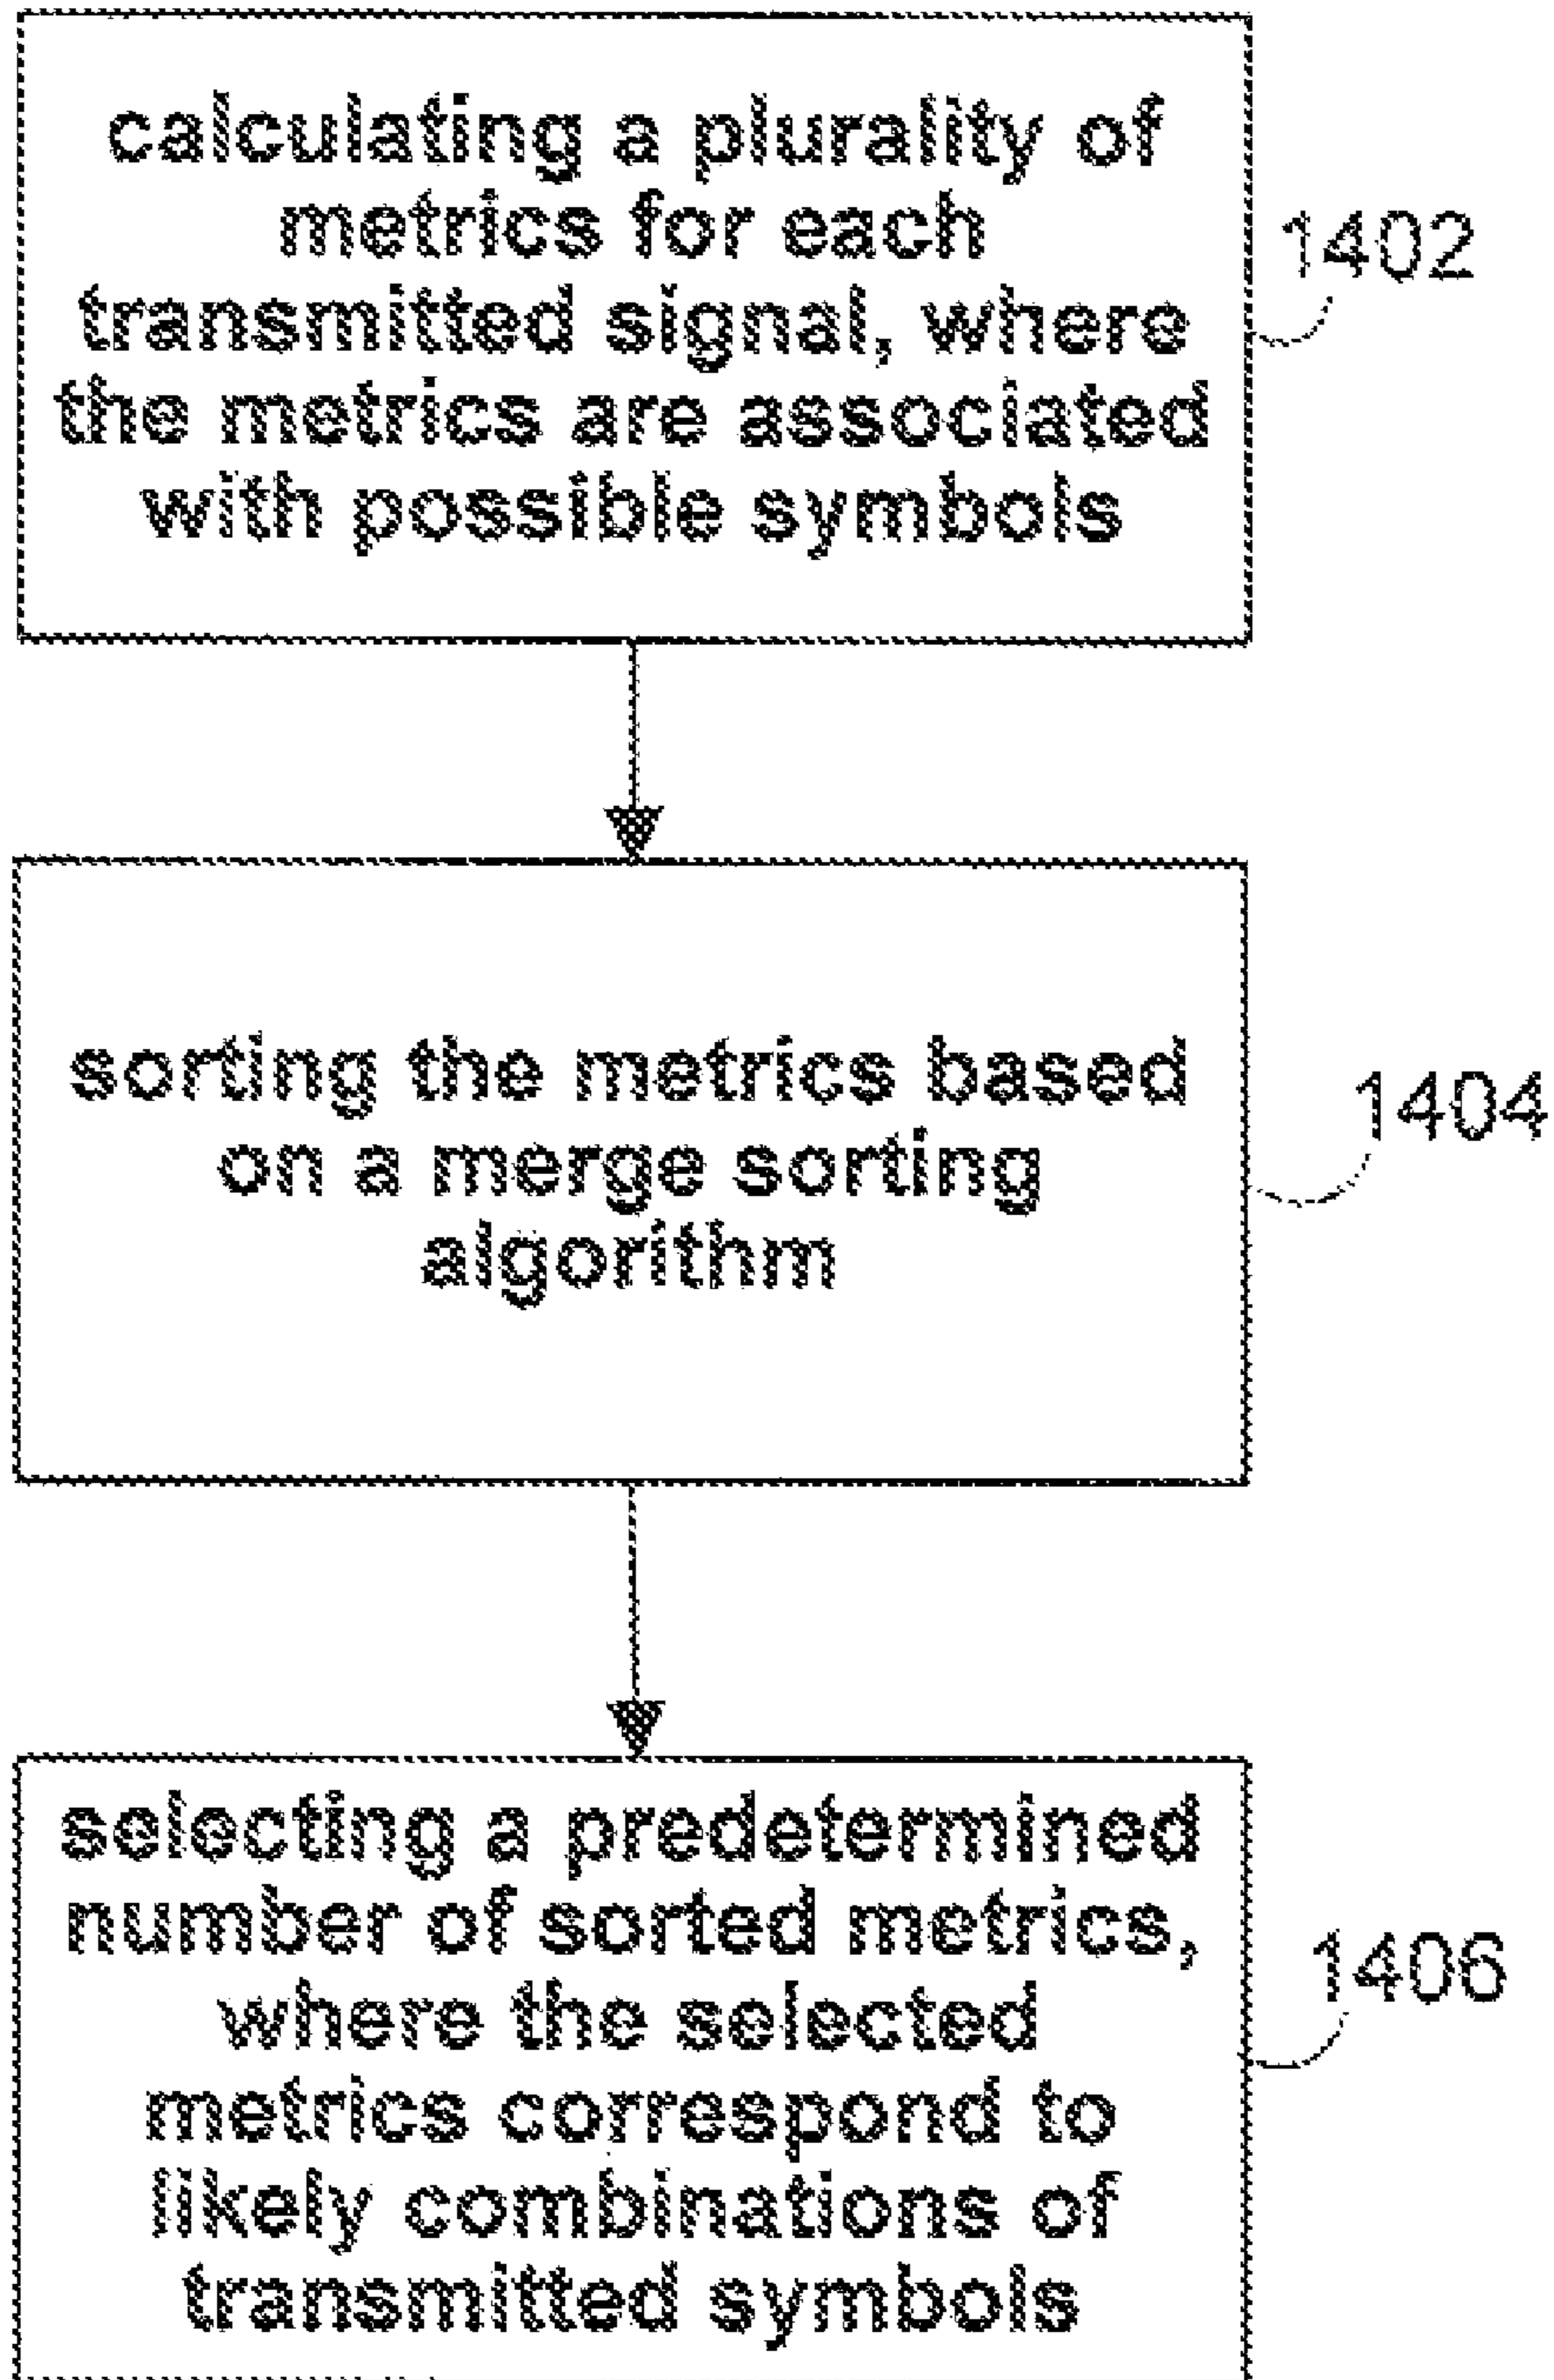 calculating a plurality of
metrics for each
transmitted signal, where
the metrics are associated
with possible symbols
1402
sorting the metrics based
on a merge sorting
algorithm
1404
selecting a predetermined
number of sorted metrics,
where the selected
metrics correspond to
likely combinations of
transmitted symbols
1406